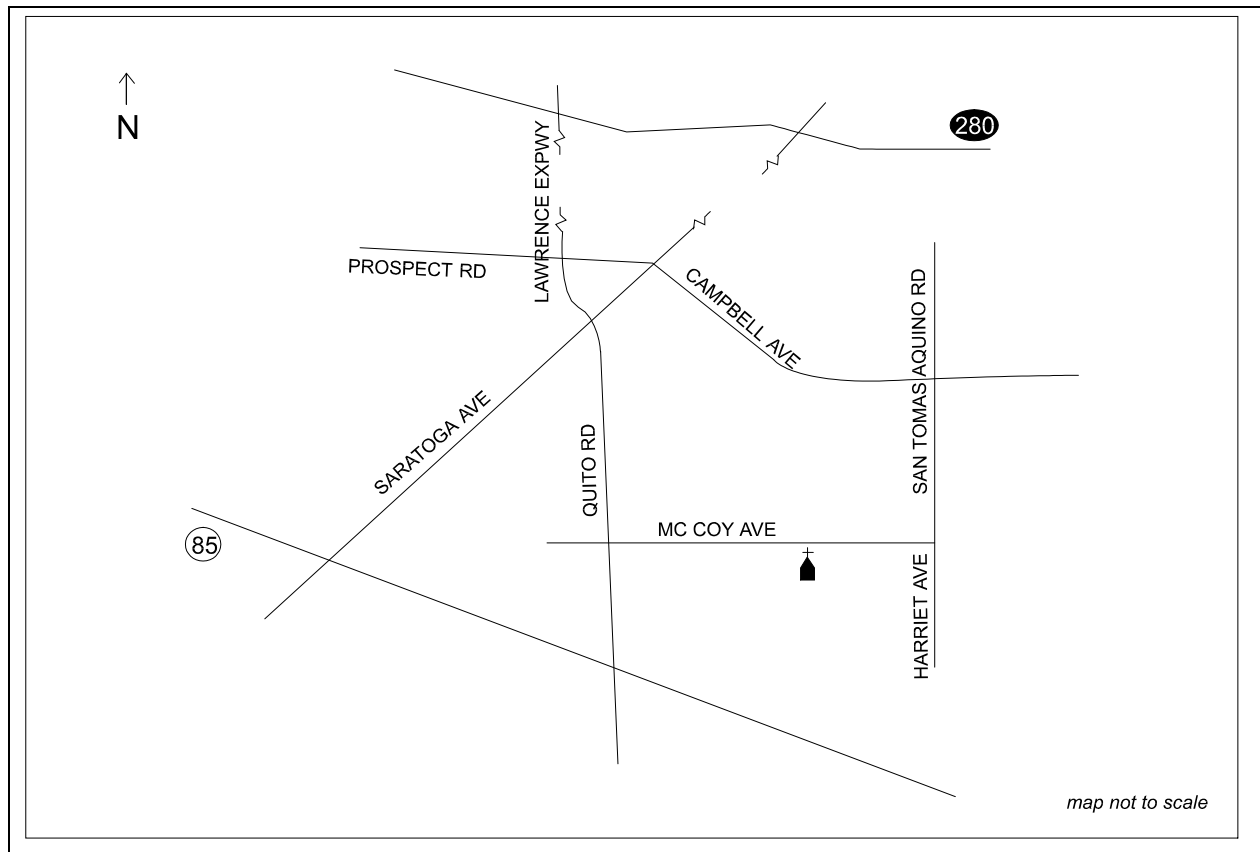 N
280
LAWRENCE EXPWY
PROSPECT RD
CAMPBELL AVE
SAN TOMAS AQUINO RD
SARATOGA AVE
QUITO RD
MC COY AVE
85
HARRIET AVE
map not to scale